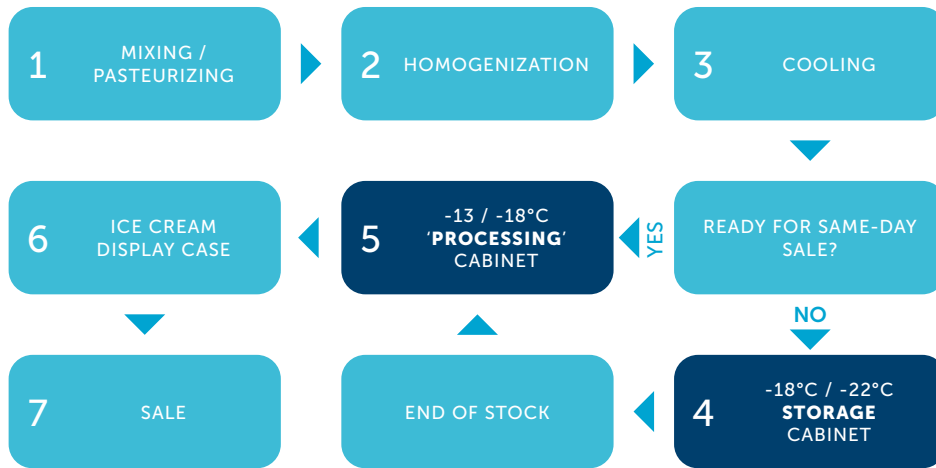 1
MIXING /
PASTEURIZING
2
HOMOGENIZATION
3
COOLING
READY FOR SAME-DAY
SALE?
YES
NO
4
-18°C / -22°C
STORAGE
CABINET
END OF STOCK
5
-13 / -18°C
‘PROCESSING’
CABINET
6
ICE CREAM
DISPLAY CASE
7
SALE